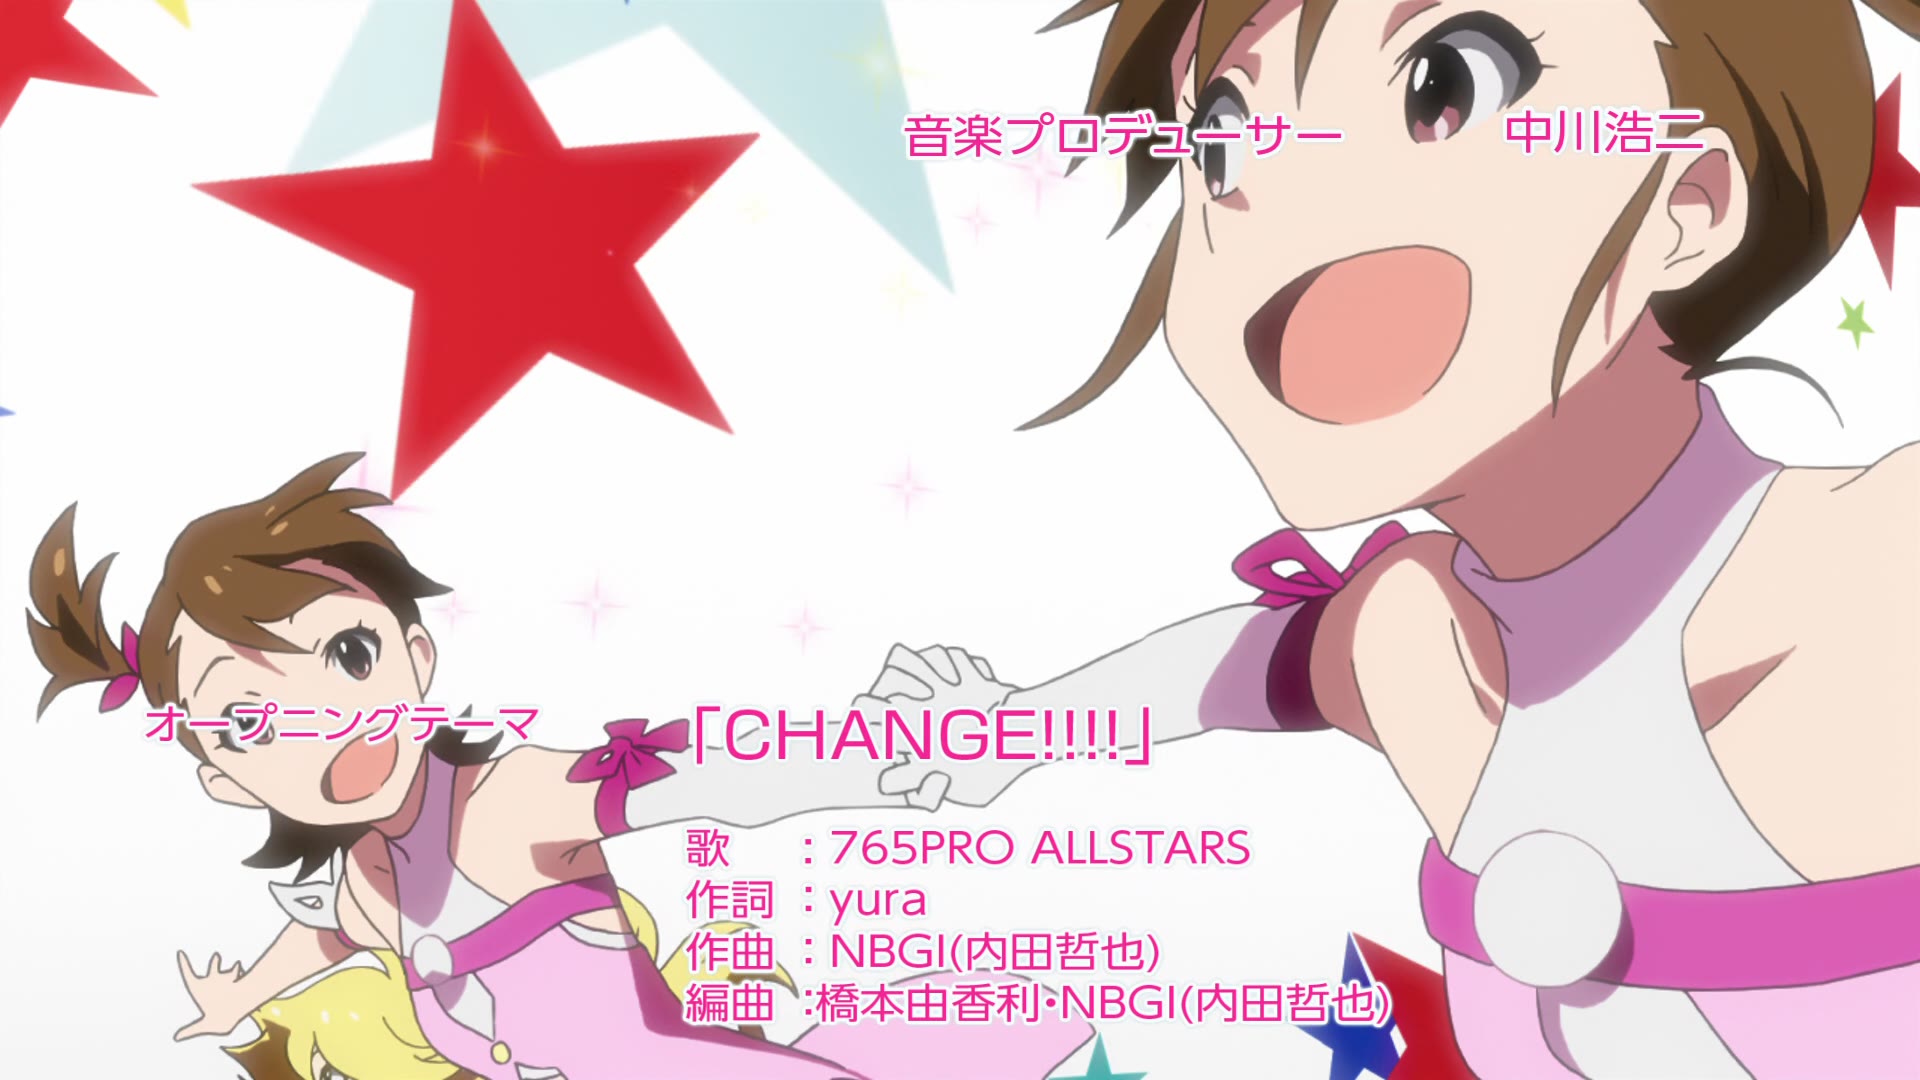 音楽プロデューサー 中川浩二
オープニングテーマ 「CHANGE!!!!」
歌 : 765PRO ALLSTARS
作詞 : yura
作曲 : NBGI(内田哲也)
編曲 : 橋本由香利・NBGI(内田哲也)